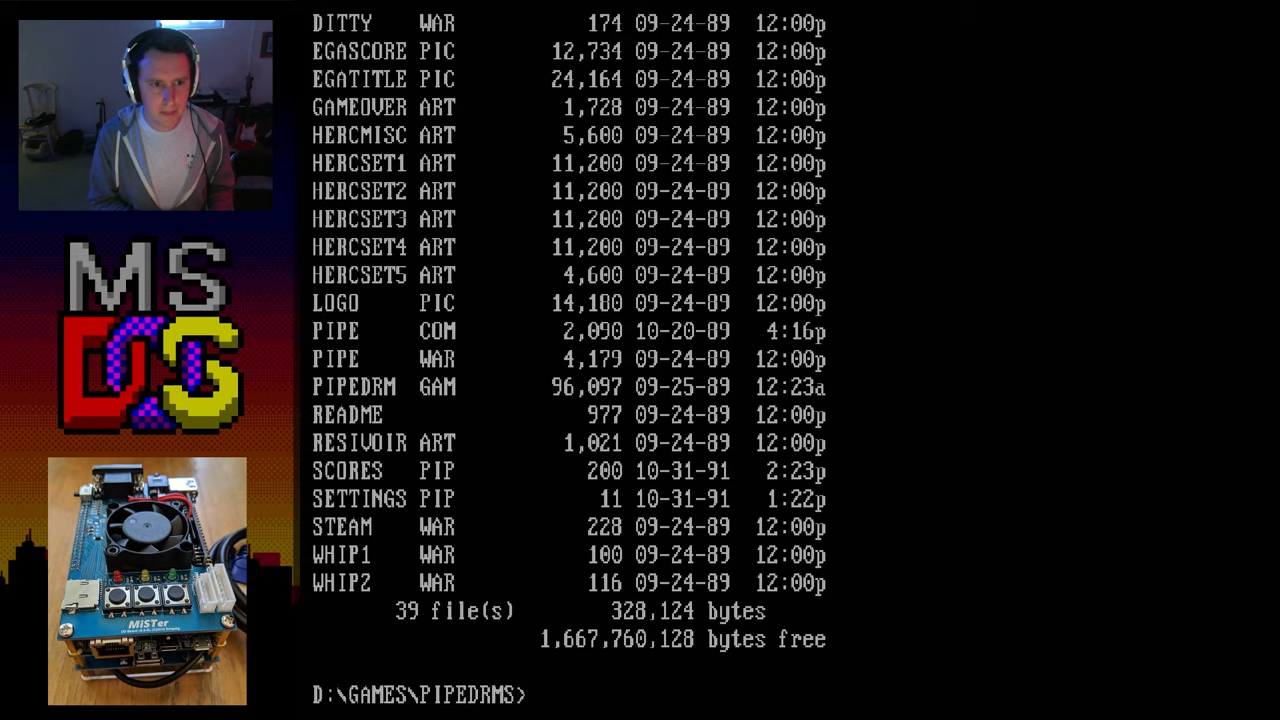 DITTY    WAR           174 09-24-89  12:00p
EGASCORE PIC        12,734 09-24-89  12:00p
EGATITLE PIC        24,164 09-24-89  12:00p
GAMEOVER ART         1,728 09-24-89  12:00p
HERCMISC ART         5,600 09-24-89  12:00p
HERCSET1 ART        11,200 09-24-89  12:00p
HERCSET2 ART        11,200 09-24-89  12:00p
HERCSET3 ART        11,200 09-24-89  12:00p
HERCSET4 ART        11,200 09-24-89  12:00p
HERCSET5 ART         4,600 09-24-89  12:00p
LOGO     PIC        14,180 09-24-89  12:00p
PIPE     COM         2,090 10-20-89   4:16p
PIPE     WAR         4,179 09-24-89  12:00p
PIPEDRM  GAM        96,097 09-25-89  12:23a
README                 977 09-24-89  12:00p
RESIVOIR ART         1,021 09-24-89  12:00p
SCORES   PIP           200 10-31-91   2:23p
SETTINGS PIP            11 10-31-91   1:22p
STEAM    WAR           228 09-24-89  12:00p
WHIP1    WAR           100 09-24-89  12:00p
WHIP2    WAR           116 09-24-89  12:00p
39 file(s)        328,124 bytes
1,667,760,128 bytes free
D:\GAMES\PIPEDRMS>
MS
DOS
MiSTer